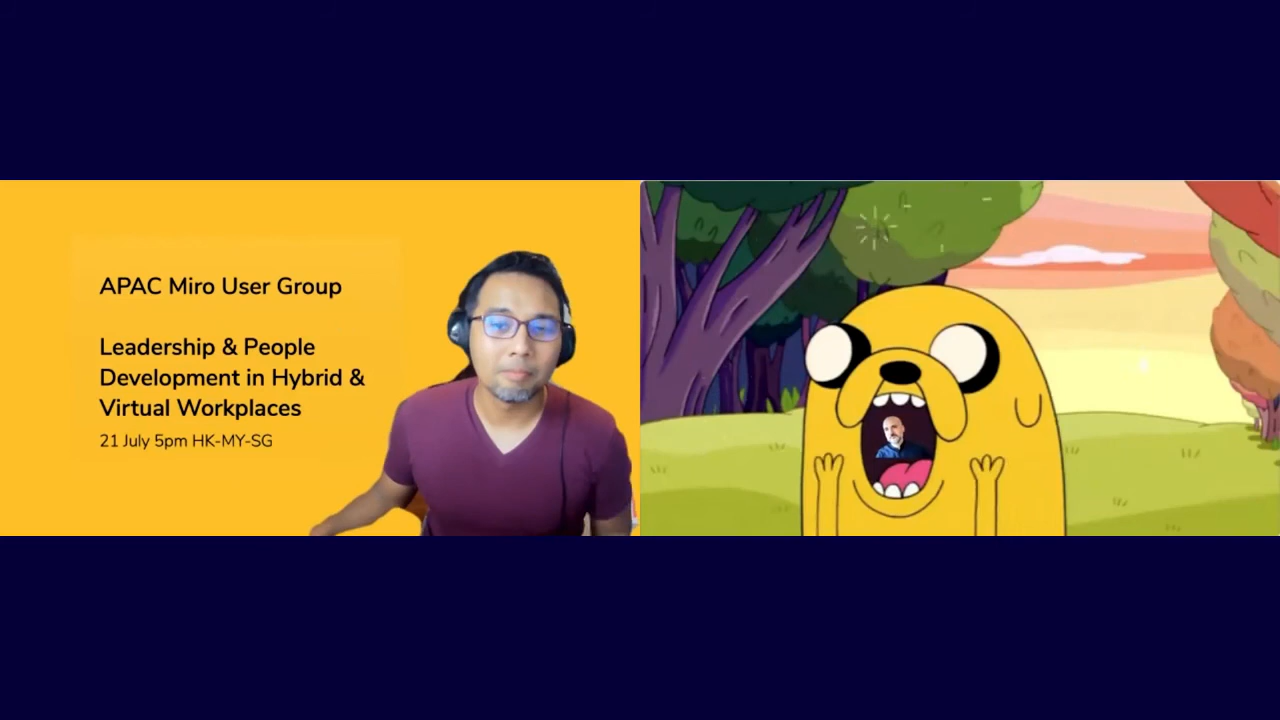 APAC Miro User Group
Leadership & People
Development in Hybrid &
Virtual Workplaces
21 July 5pm HK-MY-SG